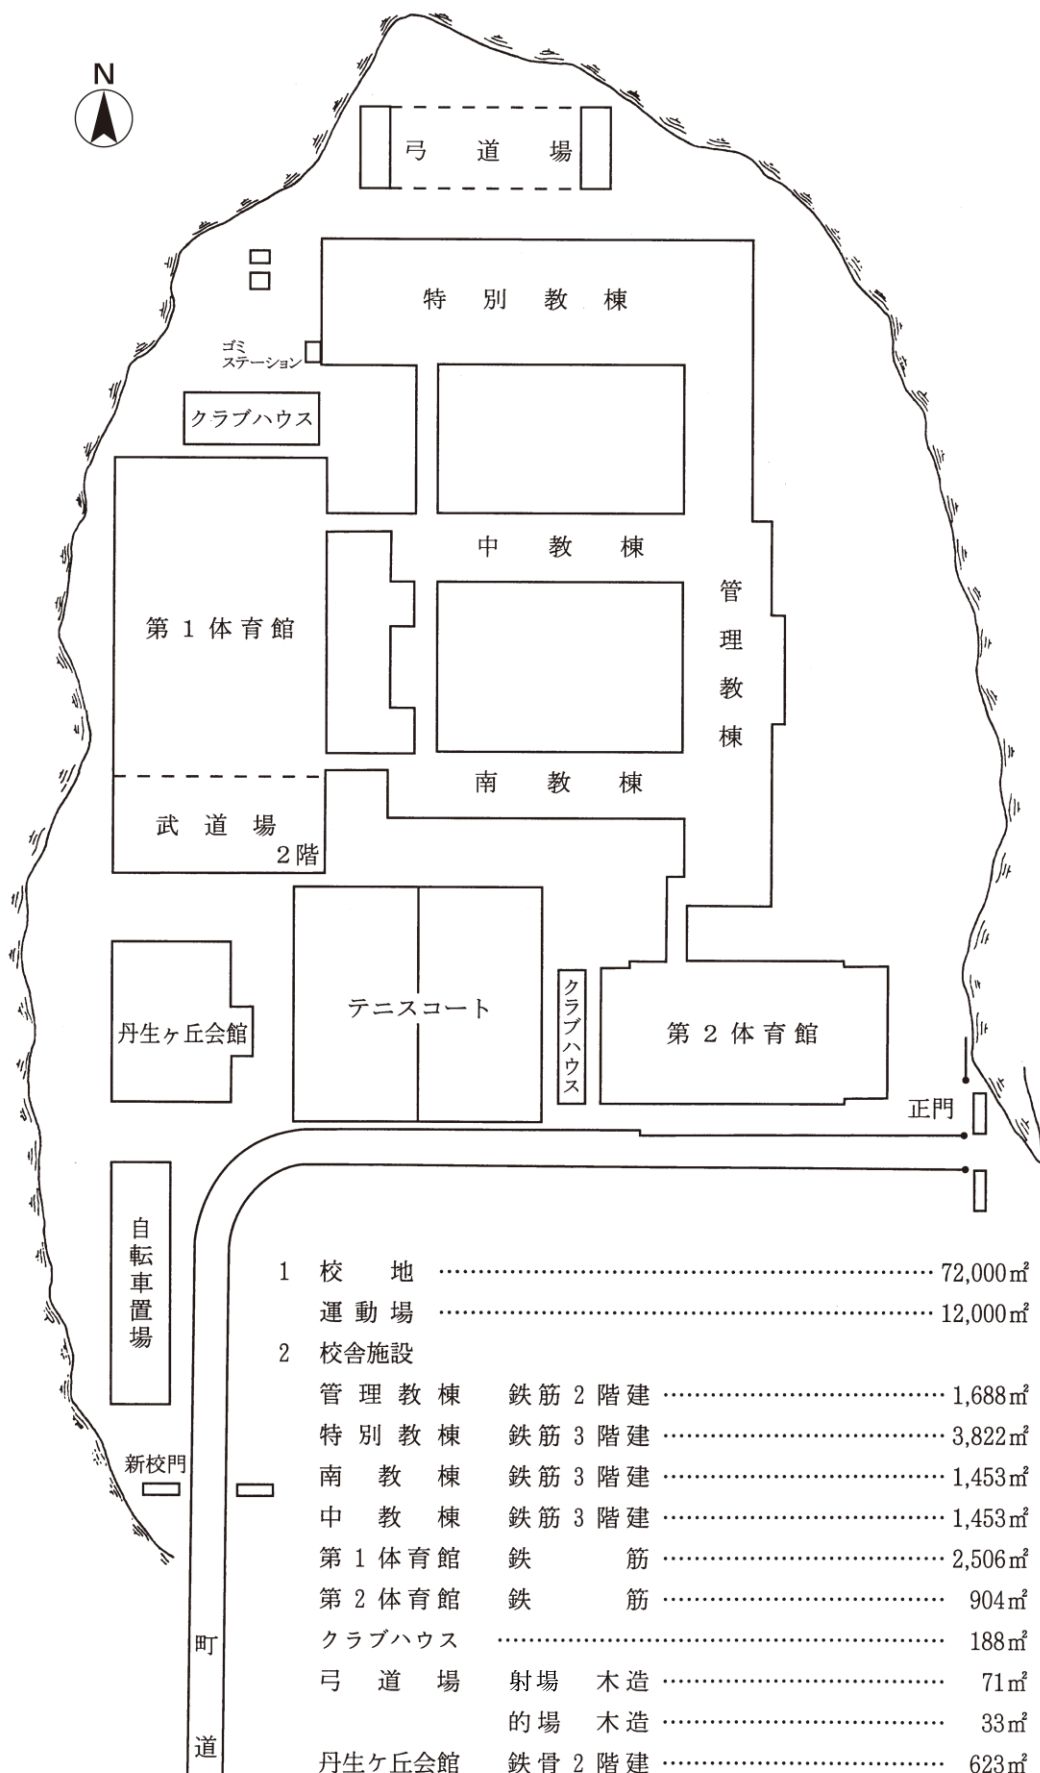 N
弓道場
特別教棟
ゴミ
ステーション
クラブハウス
中教棟
管理教棟
第1体育館
南教棟
武道場
2階
テニスコート
クラブハウス
丹生ヶ丘会館
第2体育館
正門
自転車置場
新校門
町道
1 校地 …… 72,000㎡
運動場 …… 12,000㎡
2 校舎施設
管理教棟 鉄筋2階建 …… 1,688㎡
特別教棟 鉄筋3階建 …… 3,822㎡
南教棟 鉄筋3階建 …… 1,453㎡
中教棟 鉄筋3階建 …… 1,453㎡
第1体育館 鉄筋 …… 2,506㎡
第2体育館 鉄筋 …… 904㎡
クラブハウス …… 188㎡
弓道場 射場 木造 …… 71㎡
的場 木造 …… 33㎡
丹生ケ丘会館 鉄骨2階建 …… 623㎡